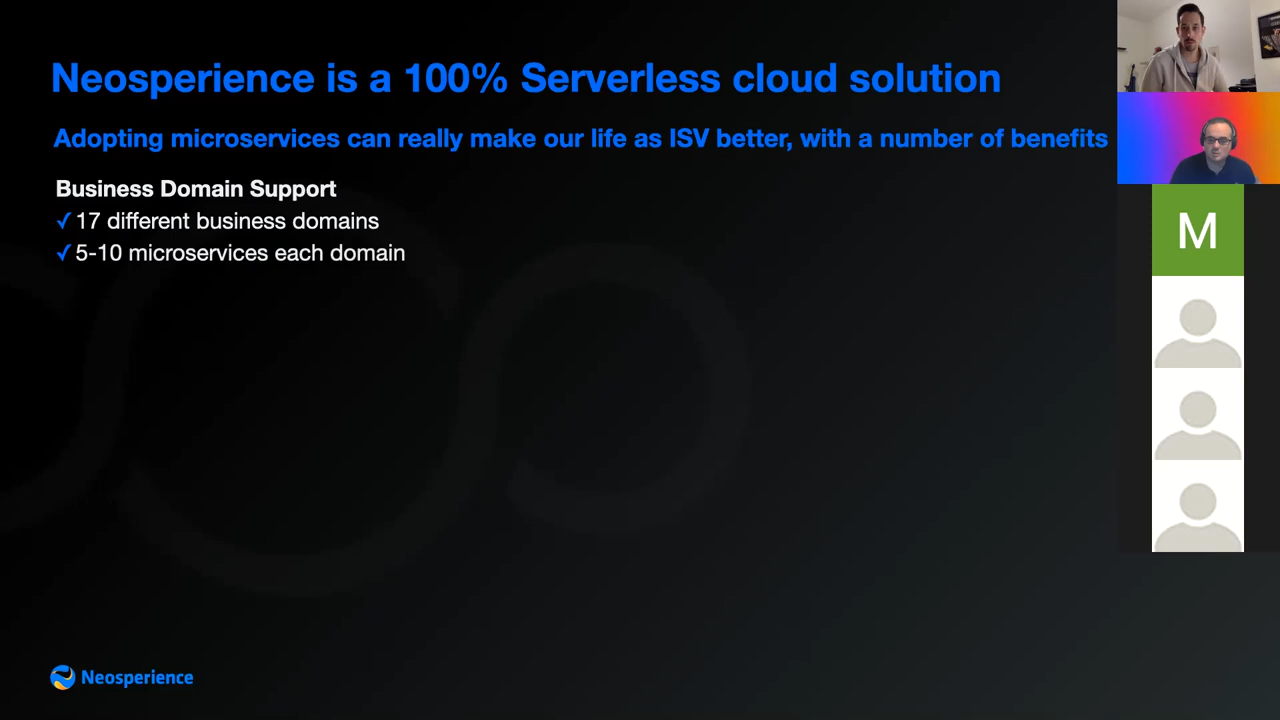 Neosperience is a 100% Serverless cloud solution
Adopting microservices can really make our life as ISV better, with a number of benefits
Business Domain Support
✓ 17 different business domains
✓ 5-10 microservices each domain
M
Neosperience